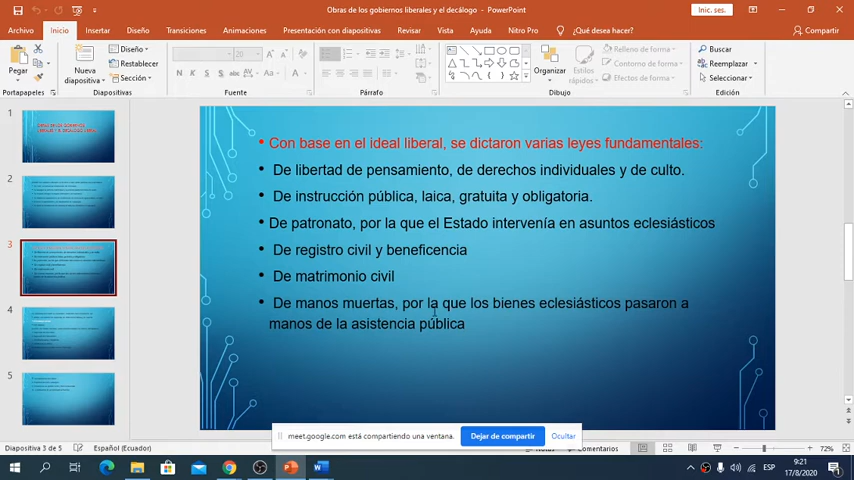 Obras de los gobiernos liberales y el decálogo - PowerPoint
Inic. ses.
Archivo Inicio Insertar Diseño Transiciones Animaciones Presentación con diapositivas Revisar Vista Ayuda Nitro Pro ¿Qué desea hacer? Compartir
Pegar
Nueva diapositiva
Diseño
Restablecer
Sección
20
N K S
Organizar
Estilos rápidos
Relleno de forma
Contorno de forma
Efectos de forma
Buscar
Reemplazar
Seleccionar
Portapapeles Diapositivas Fuente Párrafo Dibujo Edición
1
2
3
4
5
• Con base en el ideal liberal, se dictaron varias leyes fundamentales:
• De libertad de pensamiento, de derechos individuales y de culto.
• De instrucción pública, laica, gratuita y obligatoria.
• De patronato, por la que el Estado intervenía en asuntos eclesiásticos
• De registro civil y beneficencia
• De matrimonio civil
• De manos muertas, por la que los bienes eclesiásticos pasaron a
manos de la asistencia pública
meet.google.com está compartiendo una ventana. Dejar de compartir Ocultar
Diapositiva 3 de 5 Español (Ecuador) Notas Comentarios 72%
ESP
9:21
17/8/2020